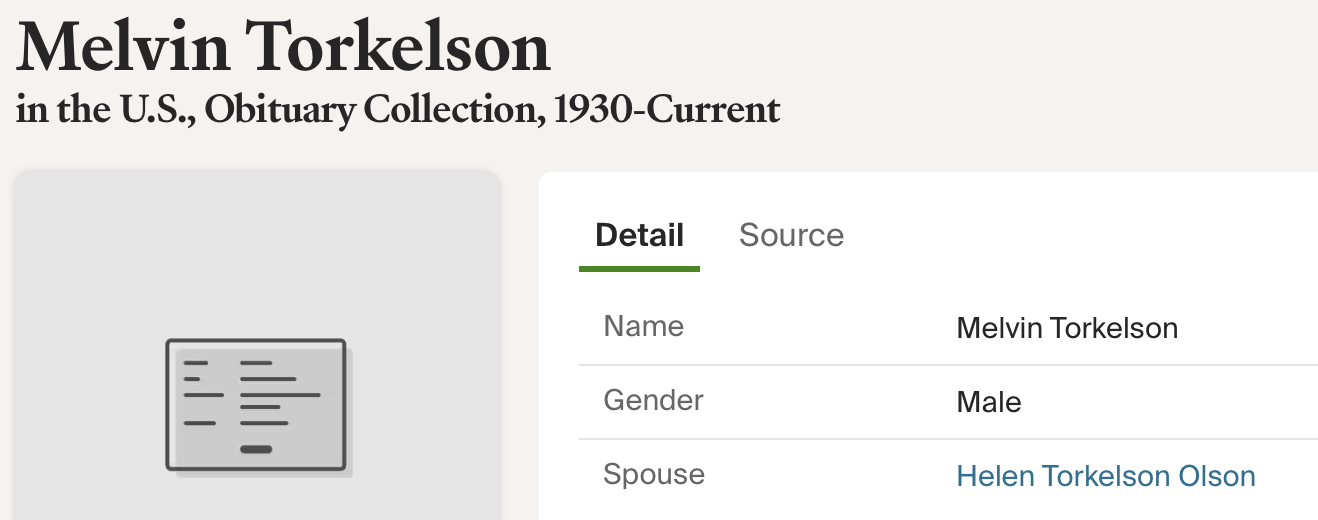 Melvin Torkelson
in the U.S., Obituary Collection, 1930-Current
Detail Source
Name Melvin Torkelson
Gender Male
Spouse Helen Torkelson Olson